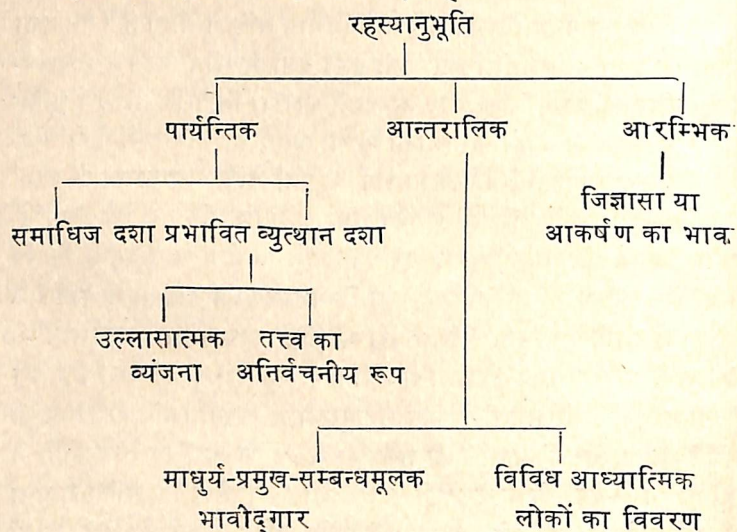 रहस्यानुभूति
पार्यन्तिक आन्तरालिक आरम्भिक
जिज्ञासा या
आकर्षण का भाव
समाधिज दशा प्रभावित व्युत्थान दशा
उल्लासात्मक तत्त्व का
व्यंजना अनिर्वचनीय रूप
माधुर्य-प्रमुख-सम्बन्धमूलक विविध आध्यात्मिक
भावोद्गार लोकों का विवरण